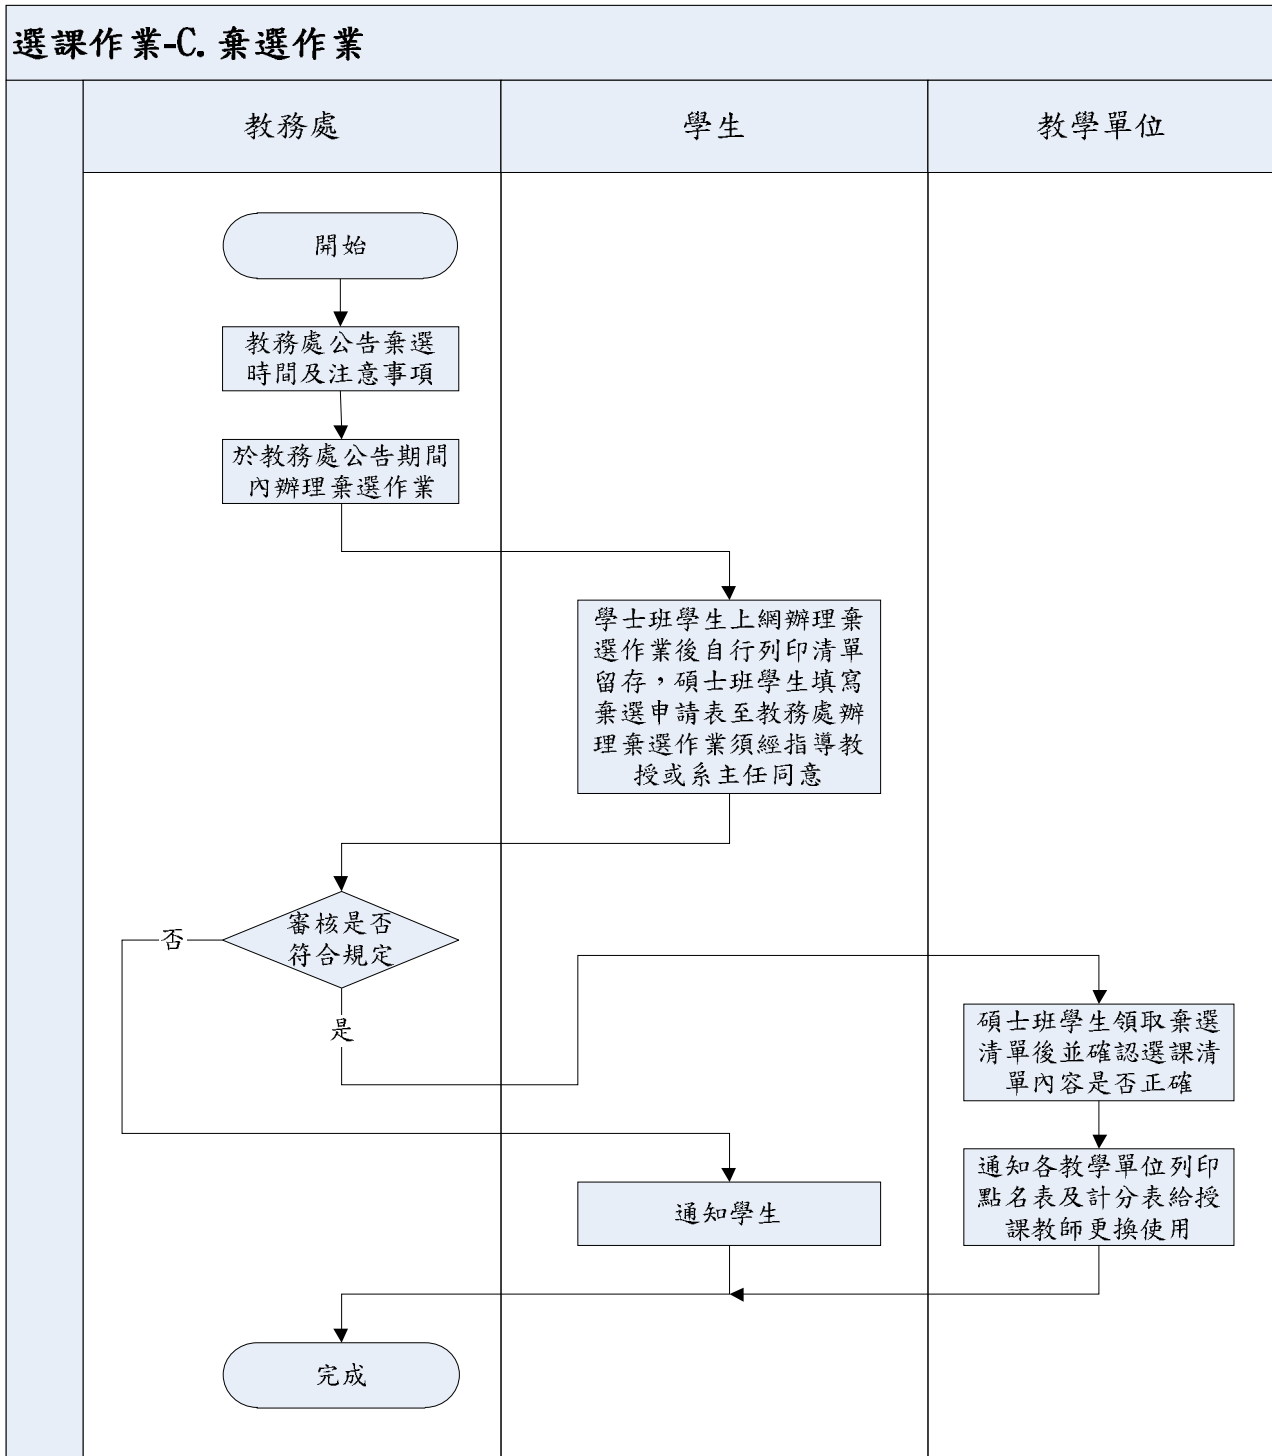 選課作業-C. 棄選作業
教務處
學生
教學單位
開始
教務處公告棄選
時間及注意事項
於教務處公告期間
內辦理棄選作業
學士班學生上網辦理棄
選作業後自行列印清單
留存，碩士班學生填寫
棄選申請表至教務處辦
理棄選作業須經指導教
授或系主任同意
審核是否
符合規定
否
是
碩士班學生領取棄選
清單後並確認選課清
單內容是否正確
通知各教學單位列印
點名表及計分表給授
課教師更換使用
通知學生
完成